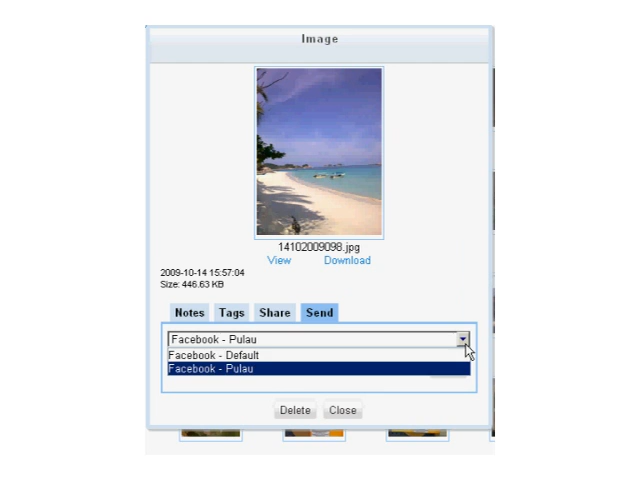 Image
14102009098.jpg
View Download
2009-10-14 15:57:04
Size: 446.63 KB
Notes Tags Share Send
Facebook - Pulau
Facebook - Default
Facebook - Pulau
Delete Close